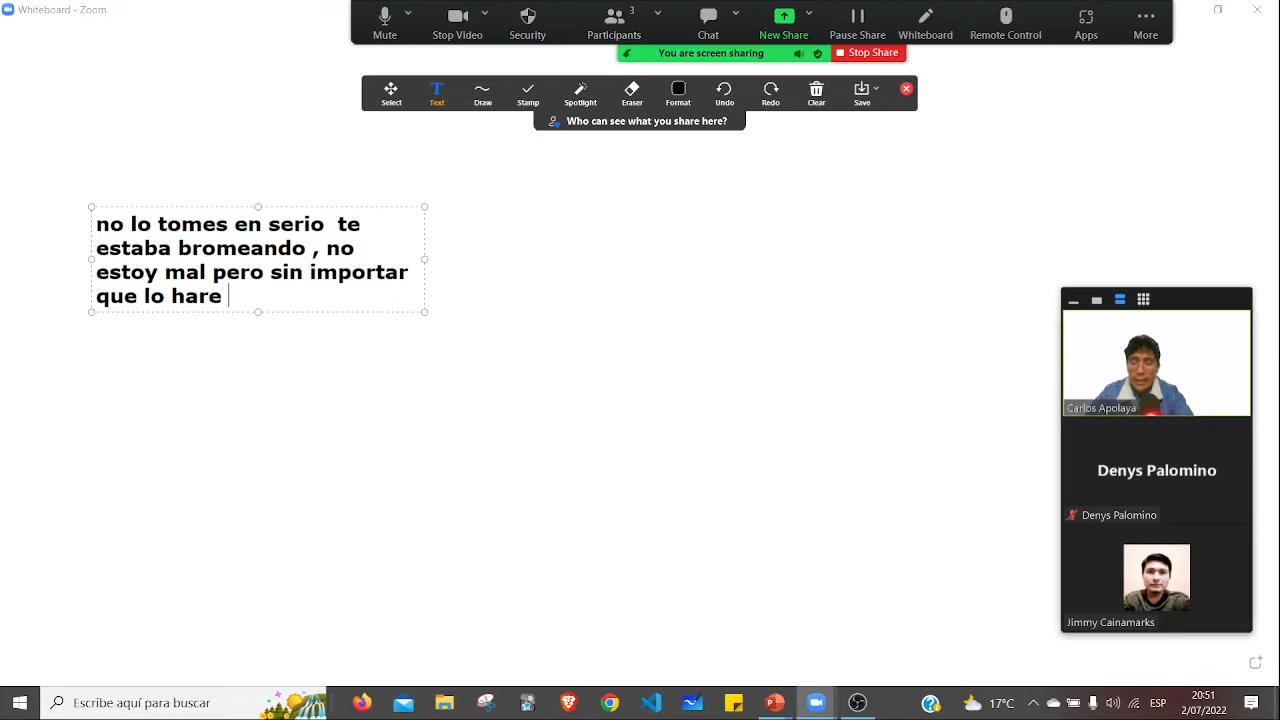 Whiteboard - Zoom
3
Mute
Stop Video
Security
Participants
Chat
New Share
Pause Share
Whiteboard
Remote Control
Apps
More
You are screen sharing
Stop Share
Select
Text
Draw
Stamp
Spotlight
Eraser
Format
Undo
Redo
Clear
Save
Who can see what you share here?
no lo tomes en serio  te
estaba bromeando , no
estoy mal pero sin importar
que lo hare
Carlos Apolaya
Denys Palomino
Denys Palomino
Jimmy Cainamarks
Escribe aquí para buscar
17°C
ESP
20:51
2/07/2022